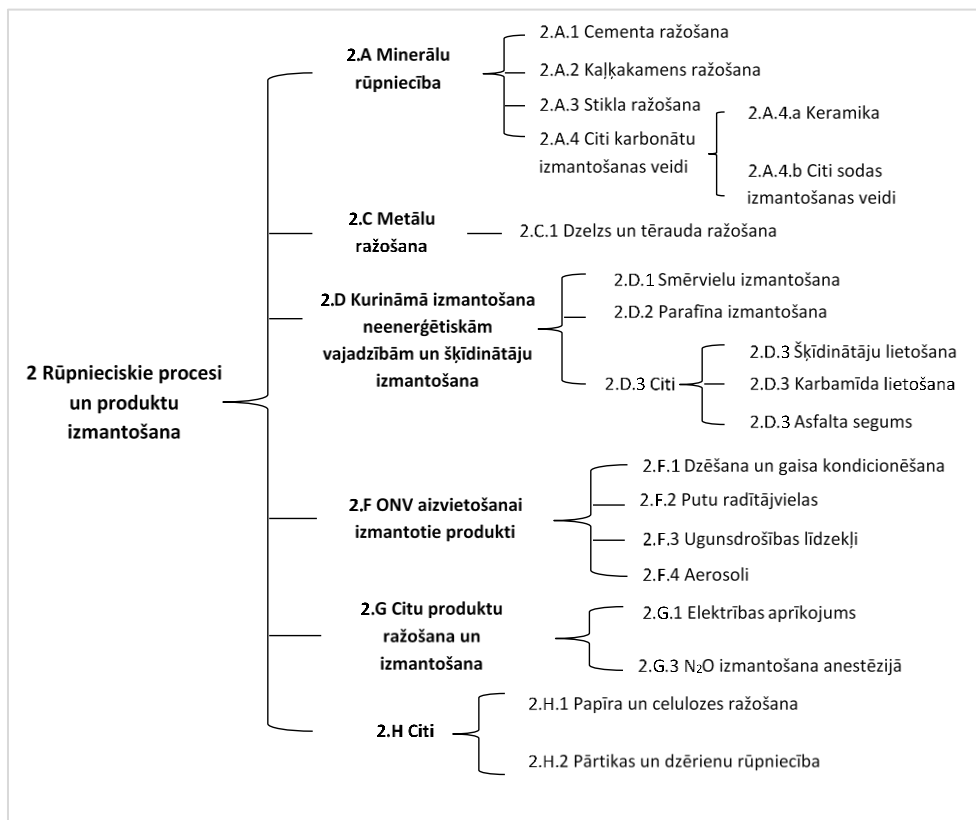 2 Rūpnieciskie procesi
un produktu
izmantošana
2.A Minerālu
rūpniecība
2.A.1 Cementa ražošana
2.A.2 Kaļķakamens ražošana
2.A.3 Stikla ražošana
2.A.4 Citi karbonātu
izmantošanas veidi
2.A.4.a Keramika
2.A.4.b Citi sodas
izmantošanas veidi
2.C Metālu
ražošana
2.C.1 Dzelzs un tērauda ražošana
2.D Kurināmā izmantošana
neenerģētiskām
vajadzībām un šķīdinātāju
izmantošana
2.D.1 Smērvielu izmantošana
2.D.2 Parafīna izmantošana
2.D.3 Citi
2.D.3 Šķīdinātāju lietošana
2.D.3 Karbamīda lietošana
2.D.3 Asfalta segums
2.F ONV aizvietošanai
izmantotie produkti
2.F.1 Dzēšana un gaisa kondicionēšana
2.F.2 Putu radītājvielas
2.F.3 Ugunsdrošības līdzekļi
2.F.4 Aerosoli
2.G Citu produktu
ražošana un
izmantošana
2.G.1 Elektrības aprīkojums
2.G.3 N₂O izmantošana anestēzijā
2.H Citi
2.H.1 Papīra un celulozes ražošana
2.H.2 Pārtikas un dzērienu rūpniecība